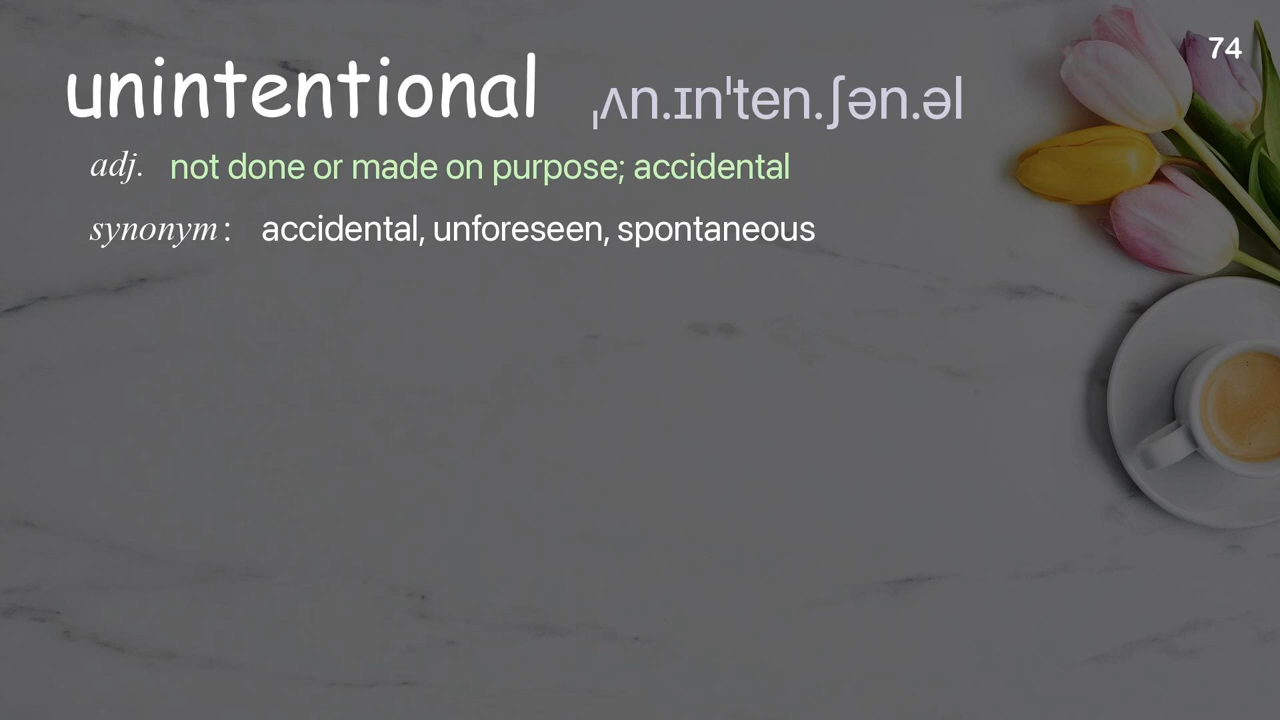 74
unintentional ˌʌn.ɪnˈten.ʃən.əl
adj. not done or made on purpose; accidental
synonym: accidental, unforeseen, spontaneous